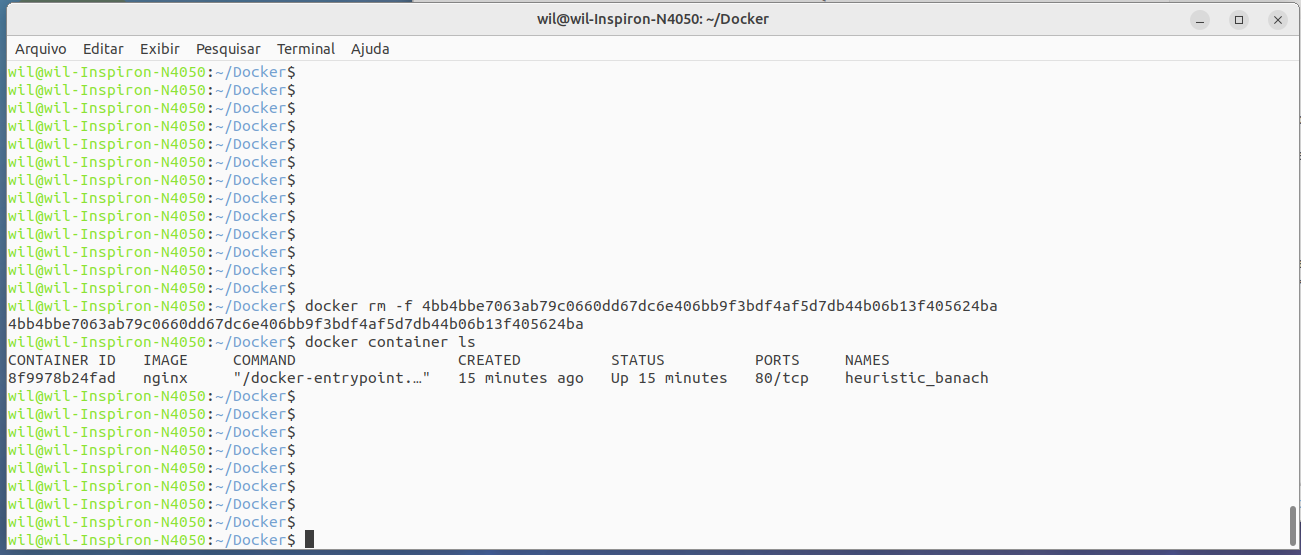 wil@wil-Inspiron-N4050: ~/Docker
Arquivo Editar Exibir Pesquisar Terminal Ajuda
wil@wil-Inspiron-N4050:~/Docker$
wil@wil-Inspiron-N4050:~/Docker$
wil@wil-Inspiron-N4050:~/Docker$
wil@wil-Inspiron-N4050:~/Docker$
wil@wil-Inspiron-N4050:~/Docker$
wil@wil-Inspiron-N4050:~/Docker$
wil@wil-Inspiron-N4050:~/Docker$
wil@wil-Inspiron-N4050:~/Docker$
wil@wil-Inspiron-N4050:~/Docker$
wil@wil-Inspiron-N4050:~/Docker$
wil@wil-Inspiron-N4050:~/Docker$
wil@wil-Inspiron-N4050:~/Docker$
wil@wil-Inspiron-N4050:~/Docker$
wil@wil-Inspiron-N4050:~/Docker$ docker rm -f 4bb4bbe7063ab79c0660dd67dc6e406bb9f3bdf4af5d7db44b06b13f405624ba
4bb4bbe7063ab79c0660dd67dc6e406bb9f3bdf4af5d7db44b06b13f405624ba
wil@wil-Inspiron-N4050:~/Docker$ docker container ls
CONTAINER ID   IMAGE     COMMAND                  CREATED          STATUS          PORTS     NAMES
8f9978b24fad   nginx     "/docker-entrypoint.…"   15 minutes ago   Up 15 minutes   80/tcp    heuristic_banach
wil@wil-Inspiron-N4050:~/Docker$
wil@wil-Inspiron-N4050:~/Docker$
wil@wil-Inspiron-N4050:~/Docker$
wil@wil-Inspiron-N4050:~/Docker$
wil@wil-Inspiron-N4050:~/Docker$
wil@wil-Inspiron-N4050:~/Docker$
wil@wil-Inspiron-N4050:~/Docker$
wil@wil-Inspiron-N4050:~/Docker$
wil@wil-Inspiron-N4050:~/Docker$